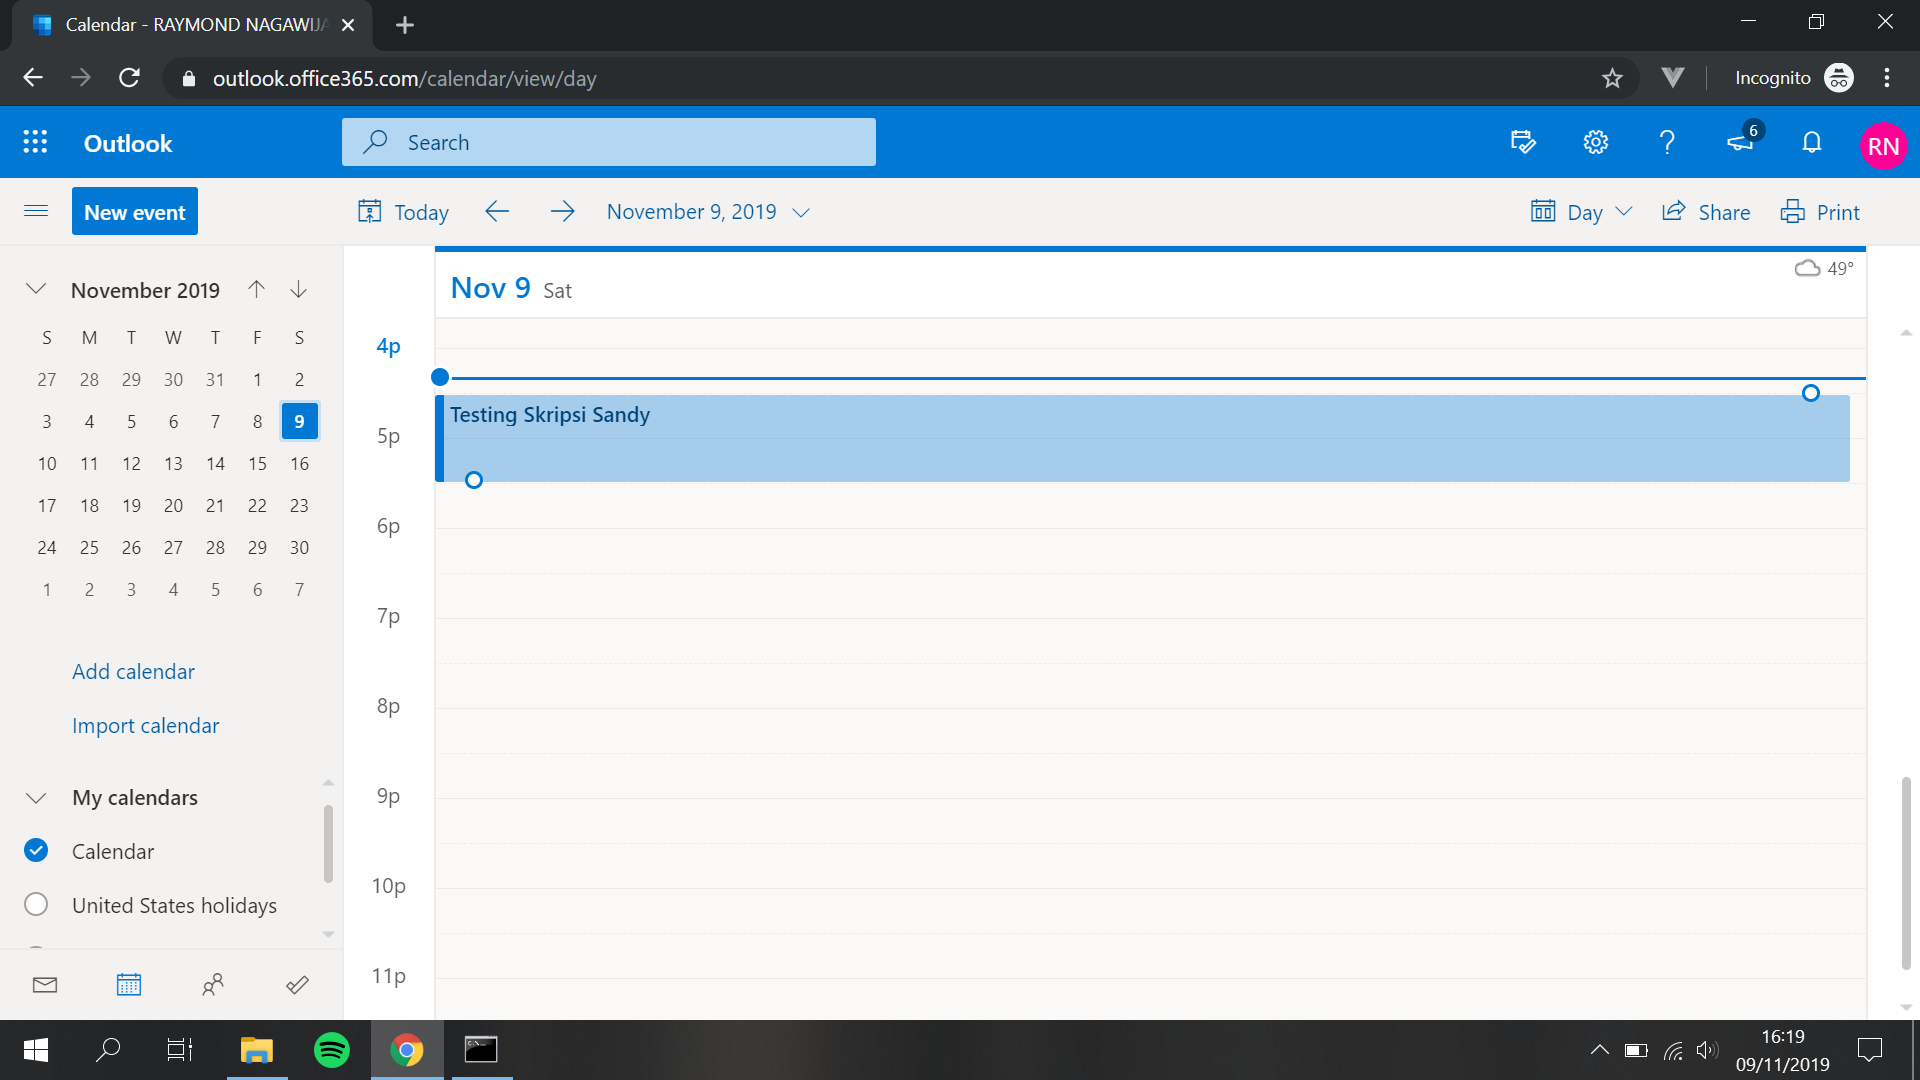 Calendar - RAYMOND NAGAWIJA
outlook.office365.com/calendar/view/day
Incognito
Outlook
Search
6
RN
New event
Today
November 9, 2019
Day
Share
Print
November 2019
S M T W T F S
27 28 29 30 31 1 2
3 4 5 6 7 8 9
10 11 12 13 14 15 16
17 18 19 20 21 22 23
24 25 26 27 28 29 30
1 2 3 4 5 6 7
Add calendar
Import calendar
My calendars
Calendar
United States holidays
Nov 9 Sat
49°
4p
Testing Skripsi Sandy
5p
6p
7p
8p
9p
10p
11p
16:19
09/11/2019